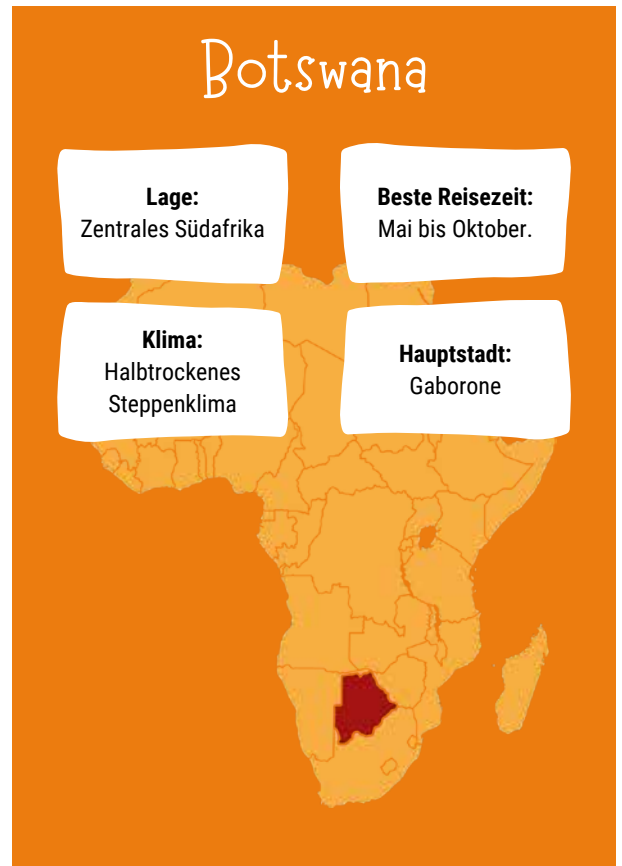 Botswana
Lage:
Zentrales Südafrika
Beste Reisezeit:
Mai bis Oktober.
Klima:
Halbtrockenes
Steppenklima
Hauptstadt:
Gaborone